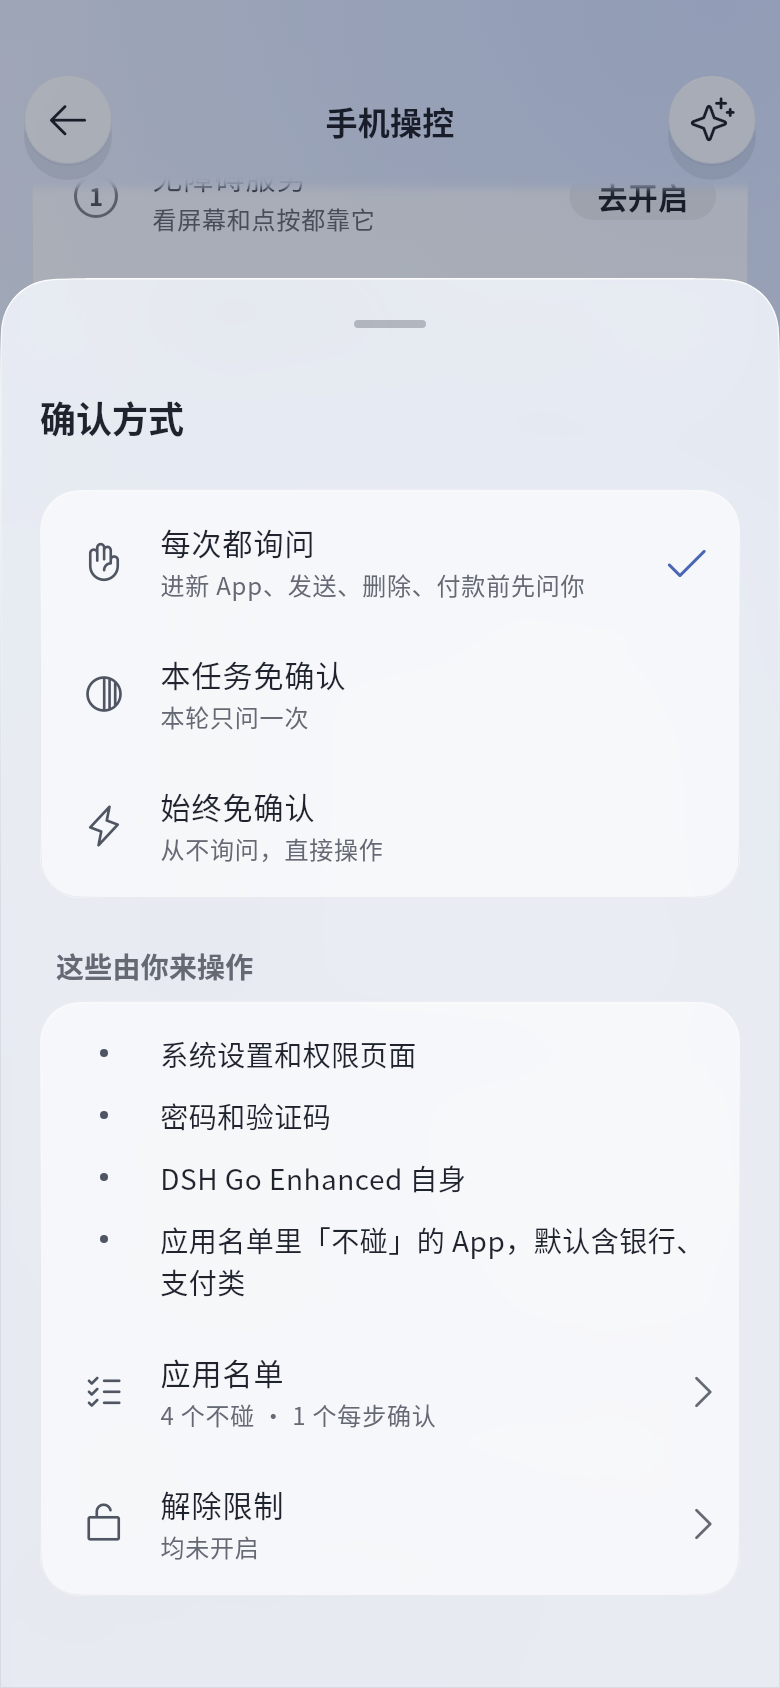 手机操控
1
无障碍服务
看屏幕和点按都靠它
去开启
确认方式
每次都询问
进新 App、发送、删除、付款前先问你
本任务免确认
本轮只问一次
始终免确认
从不询问，直接操作
这些由你来操作
• 系统设置和权限页面
• 密码和验证码
• DSH Go Enhanced 自身
• 应用名单里「不碰」的 App，默认含银行、
支付类
应用名单
4 个不碰 · 1 个每步确认
解除限制
均未开启